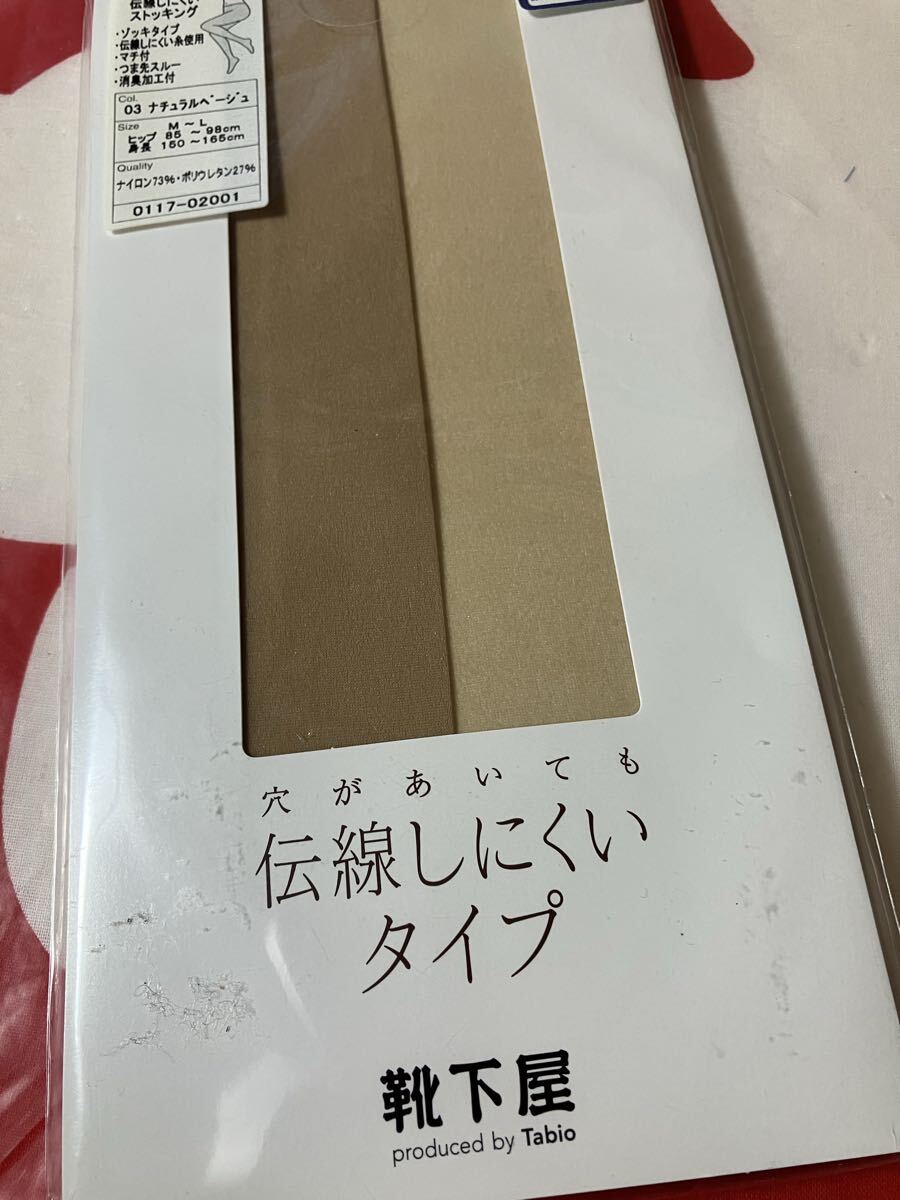 伝線しにくい
ストッキング
・ゾッキタイプ
・伝線しにくい糸使用
・マチ付
・つま先スルー
・消臭加工付
Col.
03 ナチュラルベージュ
Size
M ～ L
ヒップ 85 ～ 98cm
身長 150 ～165cm
Quality
ナイロン73%・ポリウレタン27%
0117-02001
穴があいても
伝線しにくい
タイプ
靴下屋
produced by Tabio